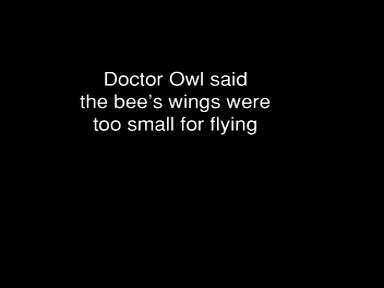 Doctor Owl said
the bee's wings were
too small for flying